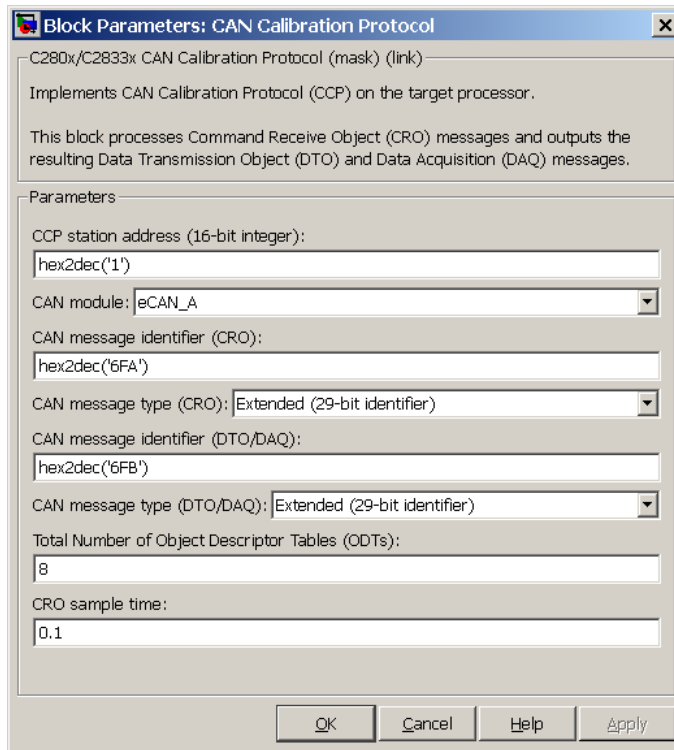 Block Parameters: CAN Calibration Protocol
C280x/C2833x CAN Calibration Protocol (mask) (link)
Implements CAN Calibration Protocol (CCP) on the target processor.
This block processes Command Receive Object (CRO) messages and outputs the
resulting Data Transmission Object (DTO) and Data Acquisition (DAQ) messages.
Parameters
CCP station address (16-bit integer):
hex2dec('1')
CAN module: eCAN_A
CAN message identifier (CRO):
hex2dec('6FA')
CAN message type (CRO): Extended (29-bit identifier)
CAN message identifier (DTO/DAQ):
hex2dec('6FB')
CAN message type (DTO/DAQ): Extended (29-bit identifier)
Total Number of Object Descriptor Tables (ODTs):
8
CRO sample time:
0.1
OK Cancel Help Apply